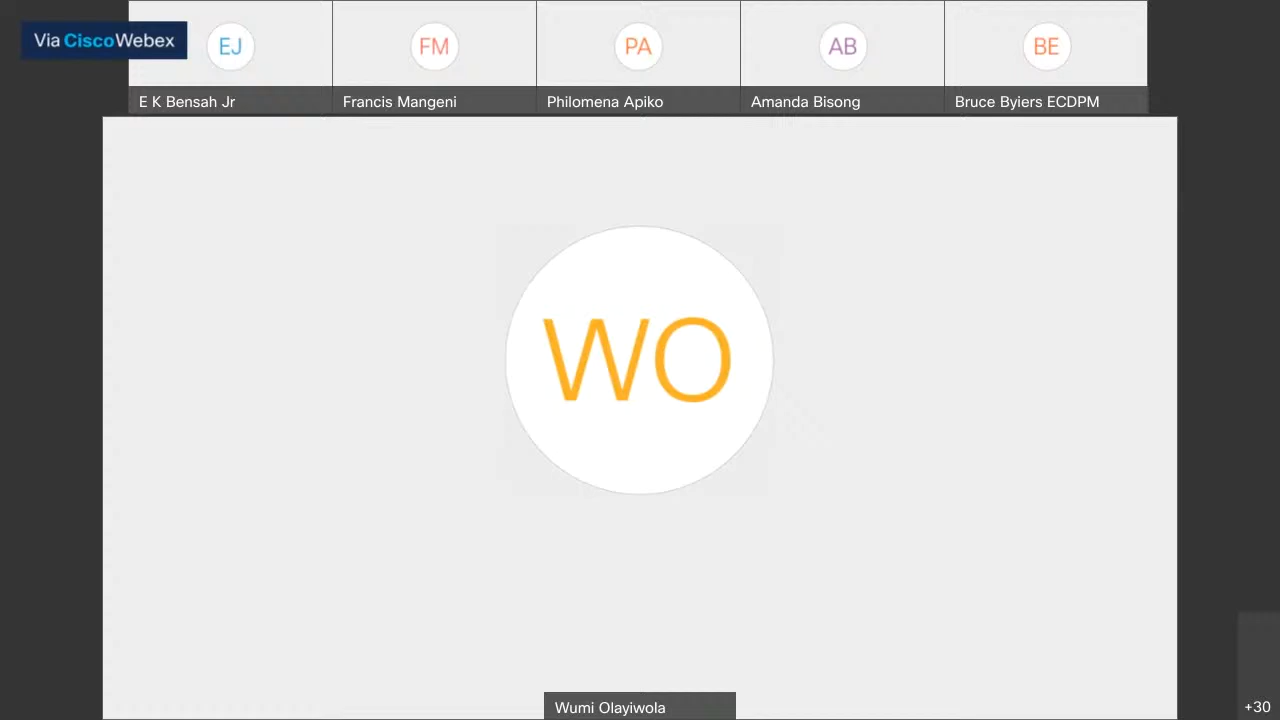 Via CiscoWebex
EJ
FM
PA
AB
BE
E K Bensah Jr
Francis Mangeni
Philomena Apiko
Amanda Bisong
Bruce Byiers ECDPM
WO
Wumi Olayiwola
+30